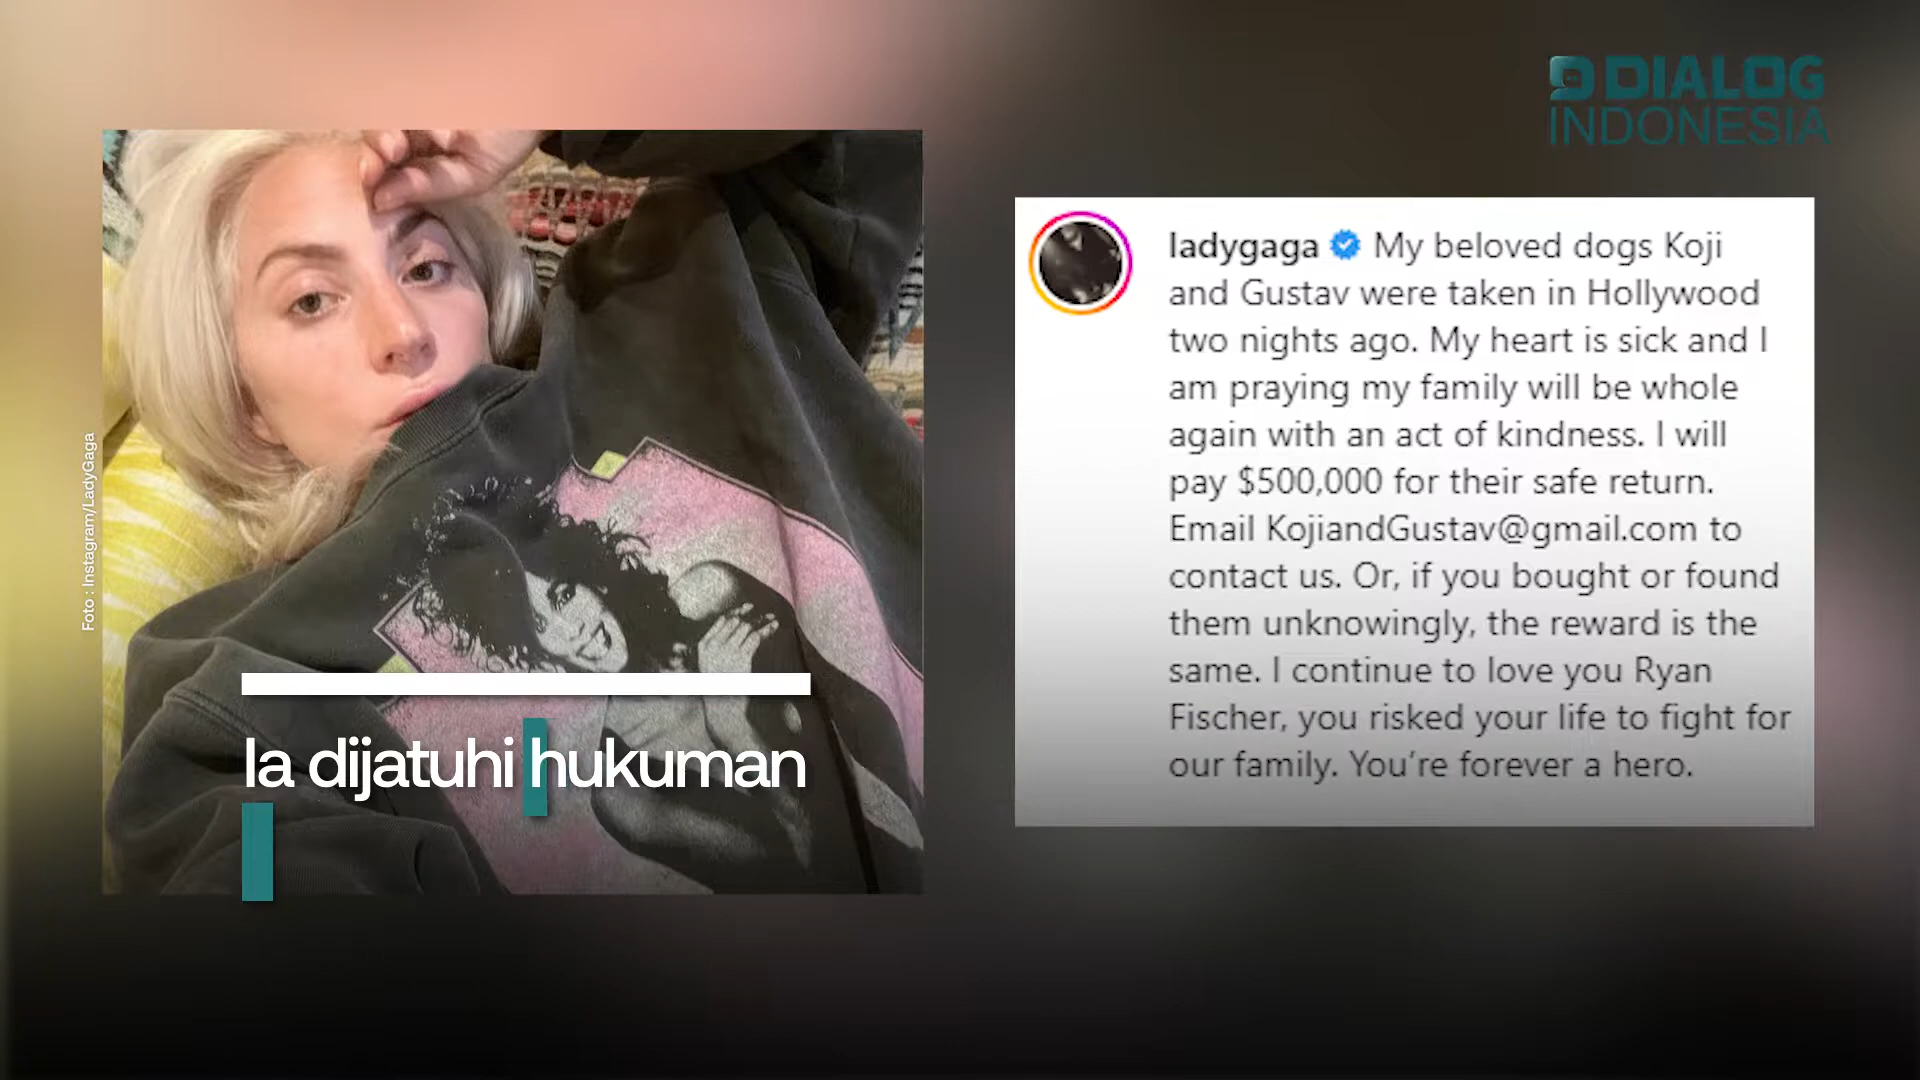 DIALOG
INDONESIA
ladygaga My beloved dogs Koji
and Gustav were taken in Hollywood
two nights ago. My heart is sick and I
am praying my family will be whole
again with an act of kindness. I will
pay $500,000 for their safe return.
Email KojiandGustav@gmail.com to
contact us. Or, if you bought or found
them unknowingly, the reward is the
same. I continue to love you Ryan
Fischer, you risked your life to fight for
our family. You’re forever a hero.
Foto : Instagram/LadyGaga
Ia dijatuhi hukuman